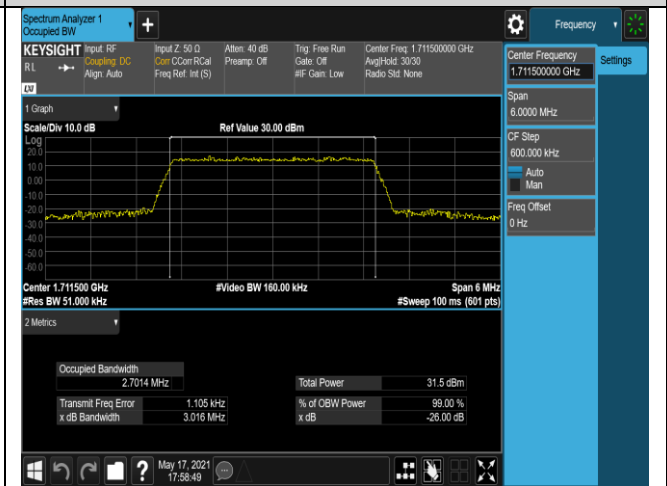 Spectrum Analyzer 1
Occupied BW
Frequency
KEYSIGHT
RL
LXI
Input: RF
Coupling: DC
Align: Auto
Input Z: 50 Ω
Corr CCorr RCal
Freq Ref: Int (S)
Atten: 40 dB
Preamp: Off
Trig: Free Run
Gate: Off
#IF Gain: Low
Center Freq: 1.711500000 GHz
Avg|Hold: 30/30
Radio Std: None
Center Frequency
1.711500000 GHz
Settings
Span
6.0000 MHz
CF Step
600.000 kHz
Auto
Man
Freq Offset
0 Hz
1 Graph
Scale/Div 10.0 dB
Ref Value 30.00 dBm
Log
20.0
10.0
0.00
-10.0
-20.0
-30.0
-40.0
-50.0
-60.0
Center 1.711500 GHz
#Video BW 160.00 kHz
Span 6 MHz
#Res BW 51.000 kHz
#Sweep 100 ms (601 pts)
2 Metrics
Occupied Bandwidth
2.7014 MHz
Total Power 31.5 dBm
Transmit Freq Error 1.105 kHz
% of OBW Power 99.00 %
x dB Bandwidth 3.016 MHz
x dB -26.00 dB
?
May 17, 2021
17:58:49